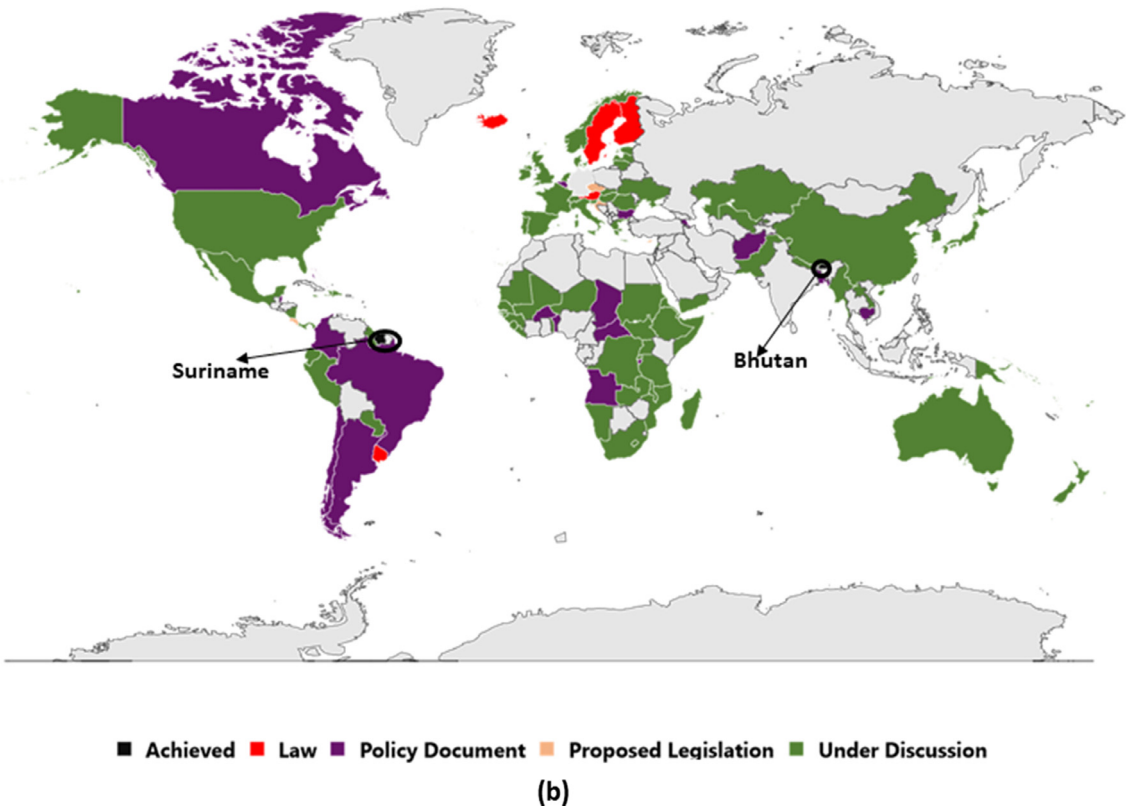 Suriname
Bhutan
Achieved Law Policy Document Proposed Legislation Under Discussion
(b)